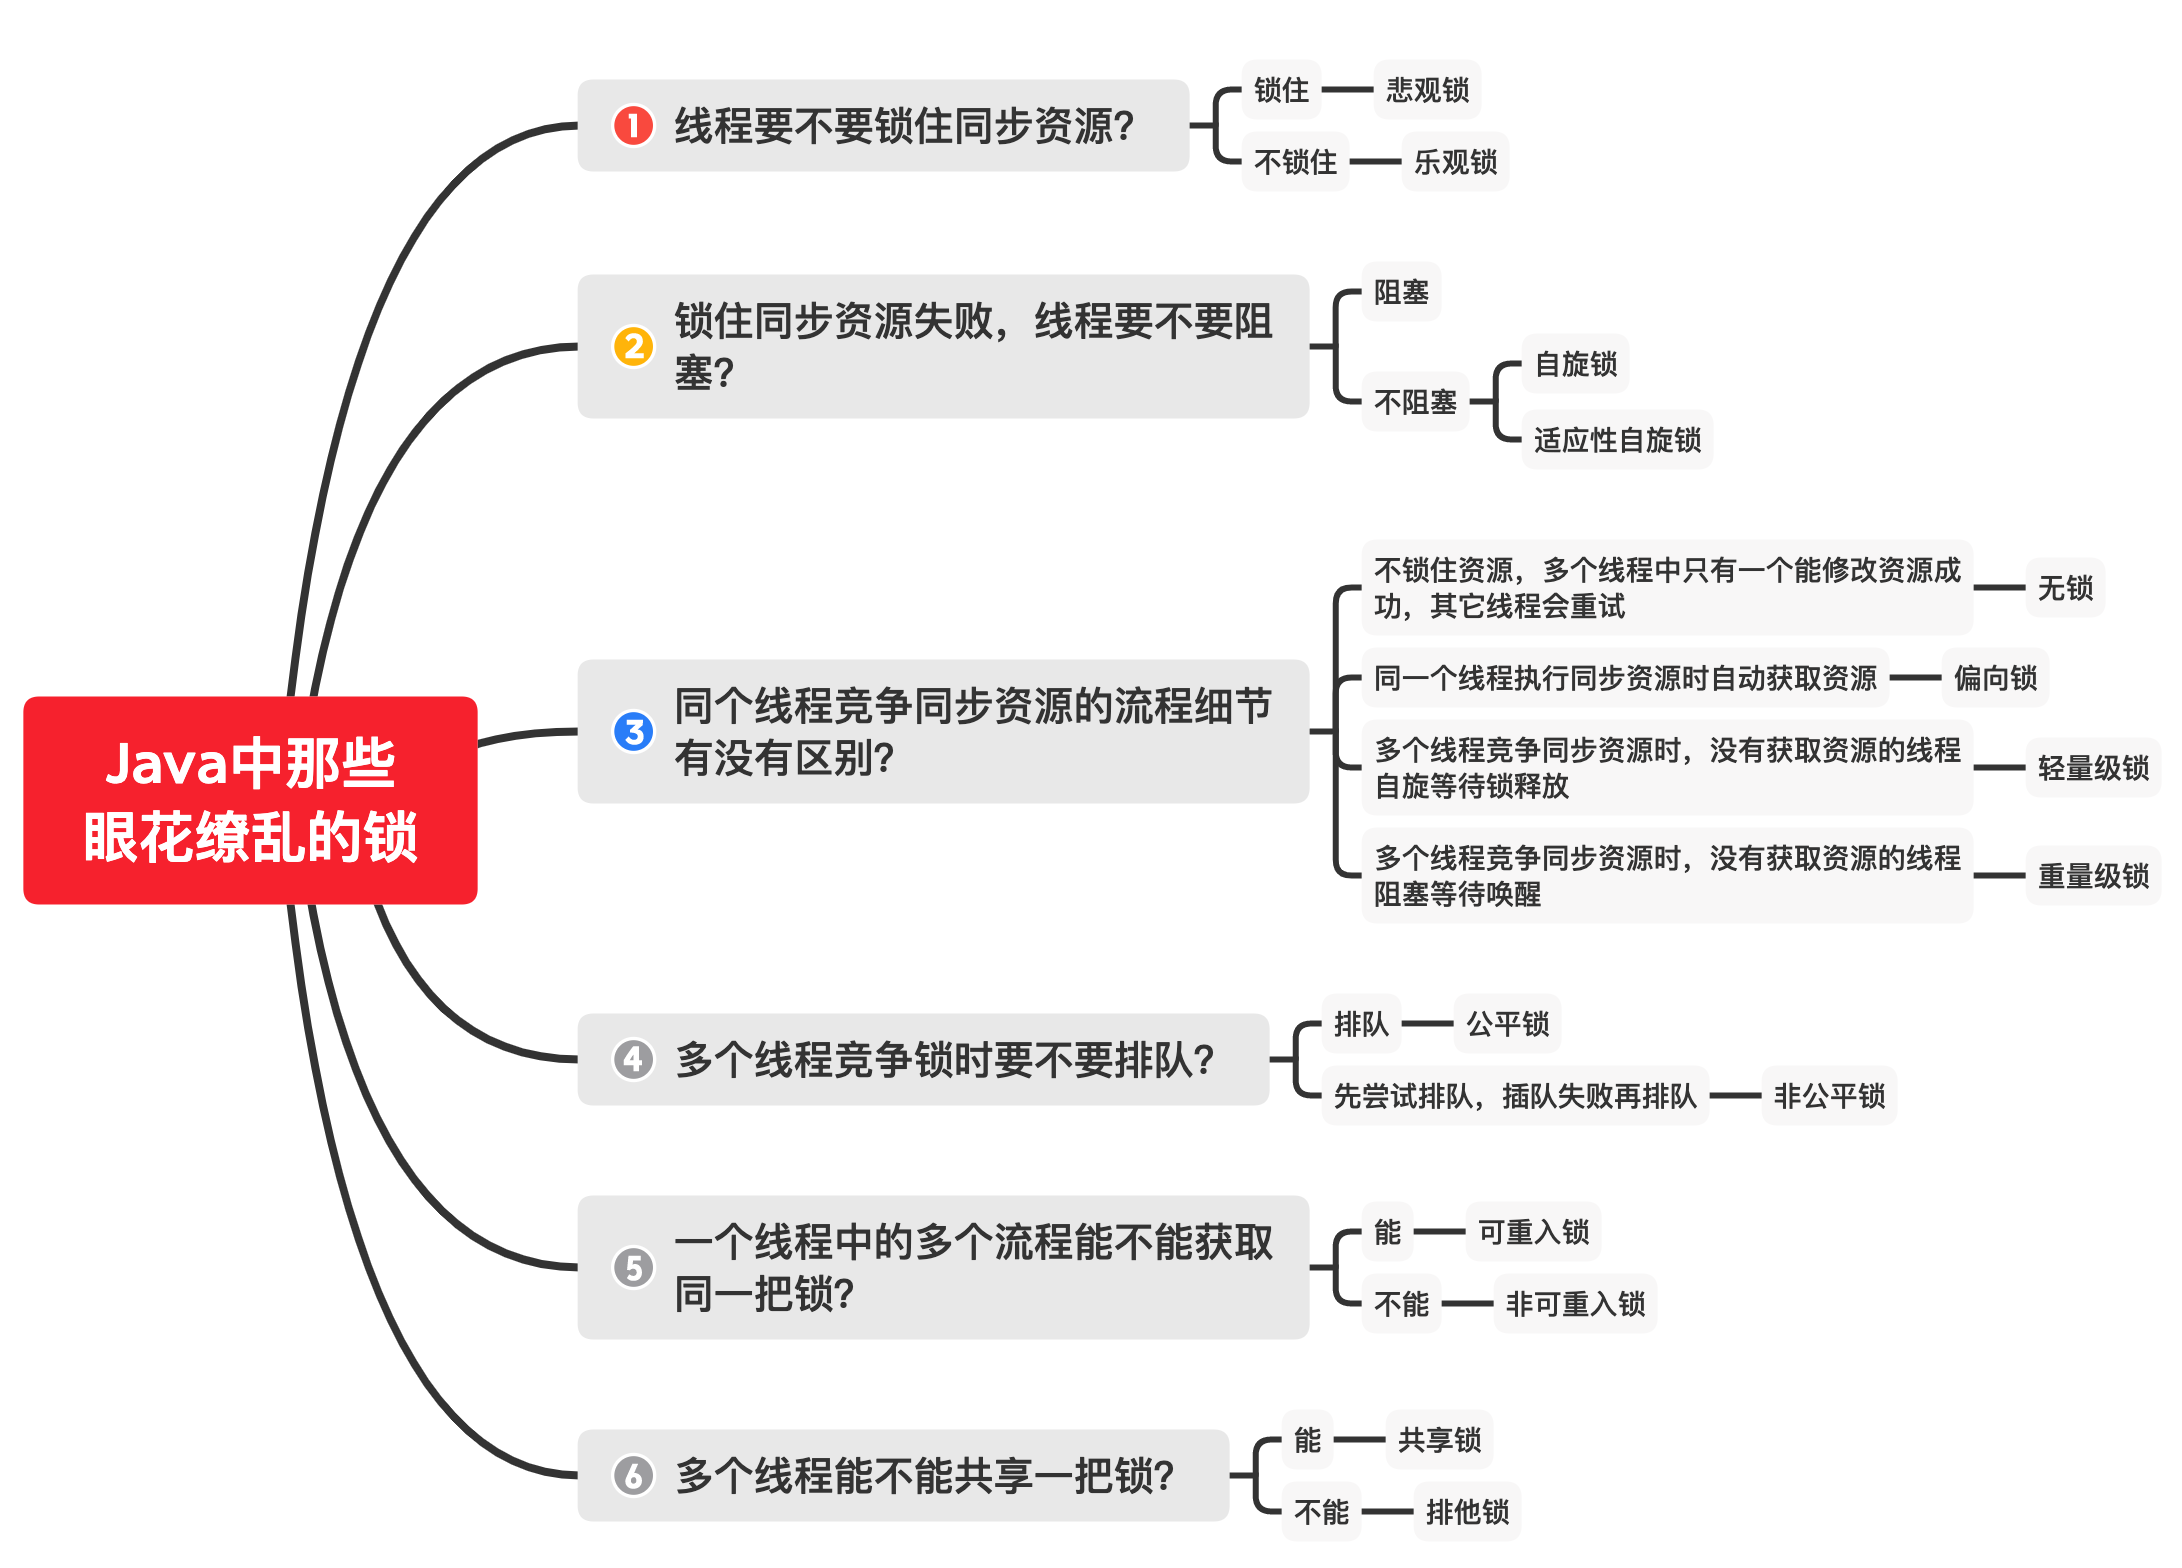 Java中那些
眼花缭乱的锁
1 线程要不要锁住同步资源?
锁住
悲观锁
不锁住
乐观锁
2 锁住同步资源失败，线程要不要阻
塞?
阻塞
不阻塞
自旋锁
适应性自旋锁
3 同个线程竞争同步资源的流程细节
有没有区别?
不锁住资源，多个线程中只有一个能修改资源成
功，其它线程会重试
无锁
同一个线程执行同步资源时自动获取资源
偏向锁
多个线程竞争同步资源时，没有获取资源的线程
自旋等待锁释放
轻量级锁
多个线程竞争同步资源时，没有获取资源的线程
阻塞等待唤醒
重量级锁
4 多个线程竞争锁时要不要排队?
排队
公平锁
先尝试排队，插队失败再排队
非公平锁
5 一个线程中的多个流程能不能获取
同一把锁?
能
可重入锁
不能
非可重入锁
6 多个线程能不能共享一把锁?
能
共享锁
不能
排他锁